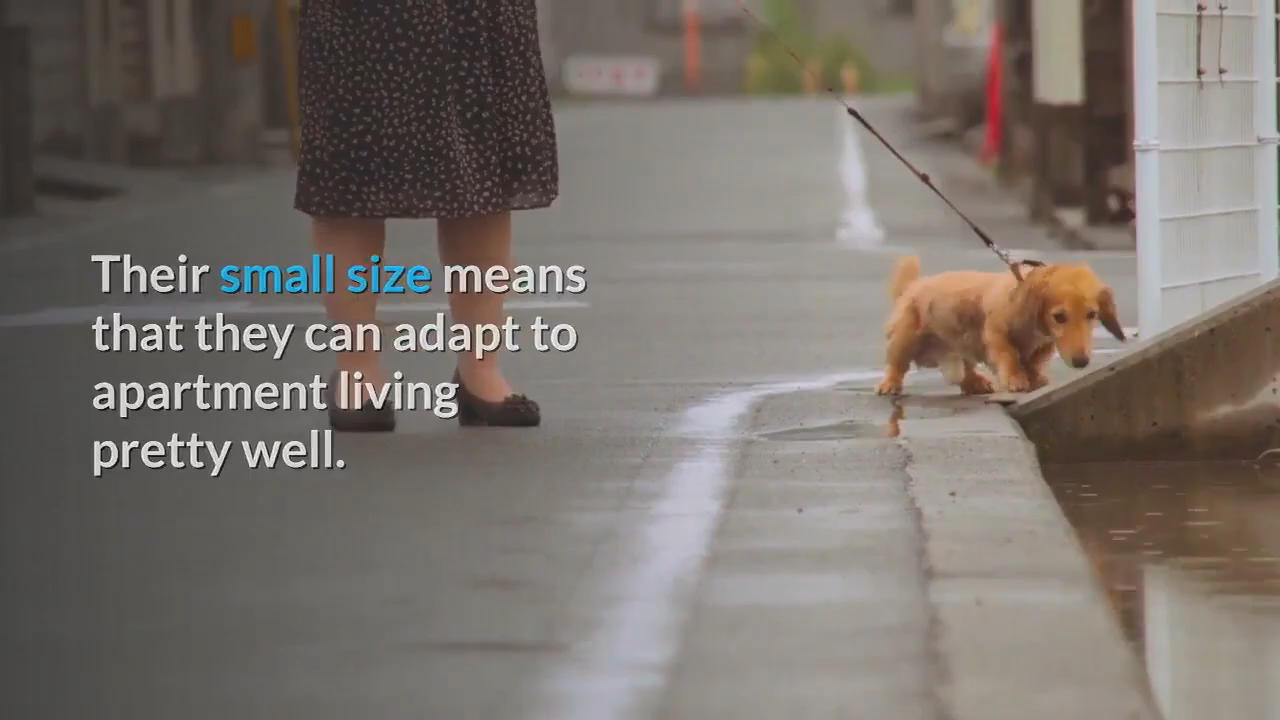 Their small size means
that they can adapt to
apartment living
pretty well.